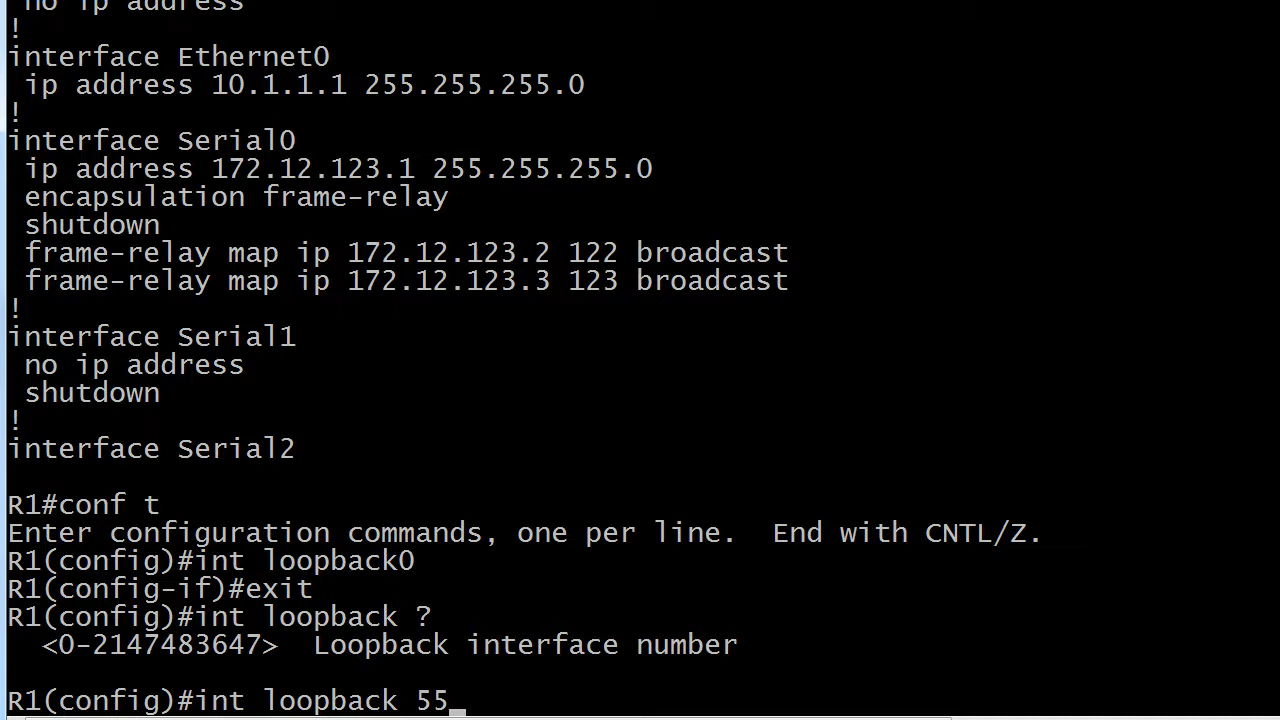 no ip address
!
interface Ethernet0
 ip address 10.1.1.1 255.255.255.0
!
interface Serial0
 ip address 172.12.123.1 255.255.255.0
 encapsulation frame-relay
 shutdown
 frame-relay map ip 172.12.123.2 122 broadcast
 frame-relay map ip 172.12.123.3 123 broadcast
!
interface Serial1
 no ip address
 shutdown
!
interface Serial2
R1#conf t
Enter configuration commands, one per line.  End with CNTL/Z.
R1(config)#int loopback0
R1(config-if)#exit
R1(config)#int loopback ?
  <0-2147483647>  Loopback interface number
R1(config)#int loopback 55_